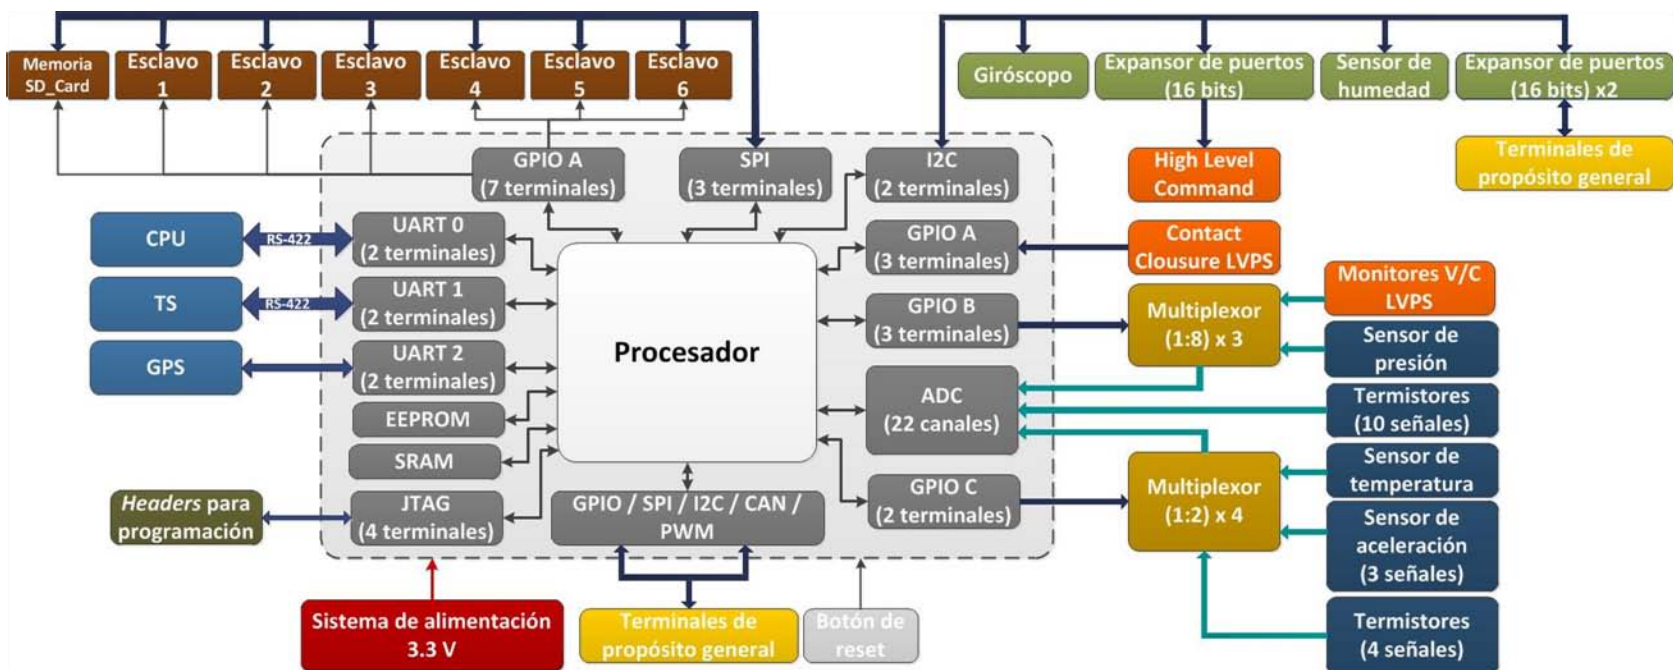 Memoria
SD_Card
Esclavo
1
Esclavo
2
Esclavo
3
Esclavo
4
Esclavo
5
Esclavo
6
Giróscopo
Expansor de puertos
(16 bits)
Sensor de
humedad
Expansor de puertos
(16 bits) x2
GPIO A
(7 terminales)
SPI
(3 terminales)
I2C
(2 terminales)
High Level
Command
Terminales de
propósito general
CPU
RS-422
UART 0
(2 terminales)
GPIO A
(3 terminales)
Contact
Clousure LVPS
TS
RS-422
UART 1
(2 terminales)
GPIO B
(3 terminales)
Multiplexor
(1:8) x 3
Monitores V/C
LVPS
Sensor de
presión
GPS
UART 2
(2 terminales)
Procesador
ADC
(22 canales)
Termistores
(10 señales)
EEPROM
SRAM
Headers para
programación
JTAG
(4 terminales)
GPIO / SPI / I2C / CAN /
PWM
GPIO C
(2 terminales)
Multiplexor
(1:2) x 4
Sensor de
temperatura
Sensor de
aceleración
(3 señales)
Sistema de alimentación
3.3 V
Terminales de
propósito general
Botón de
reset
Termistores
(4 señales)